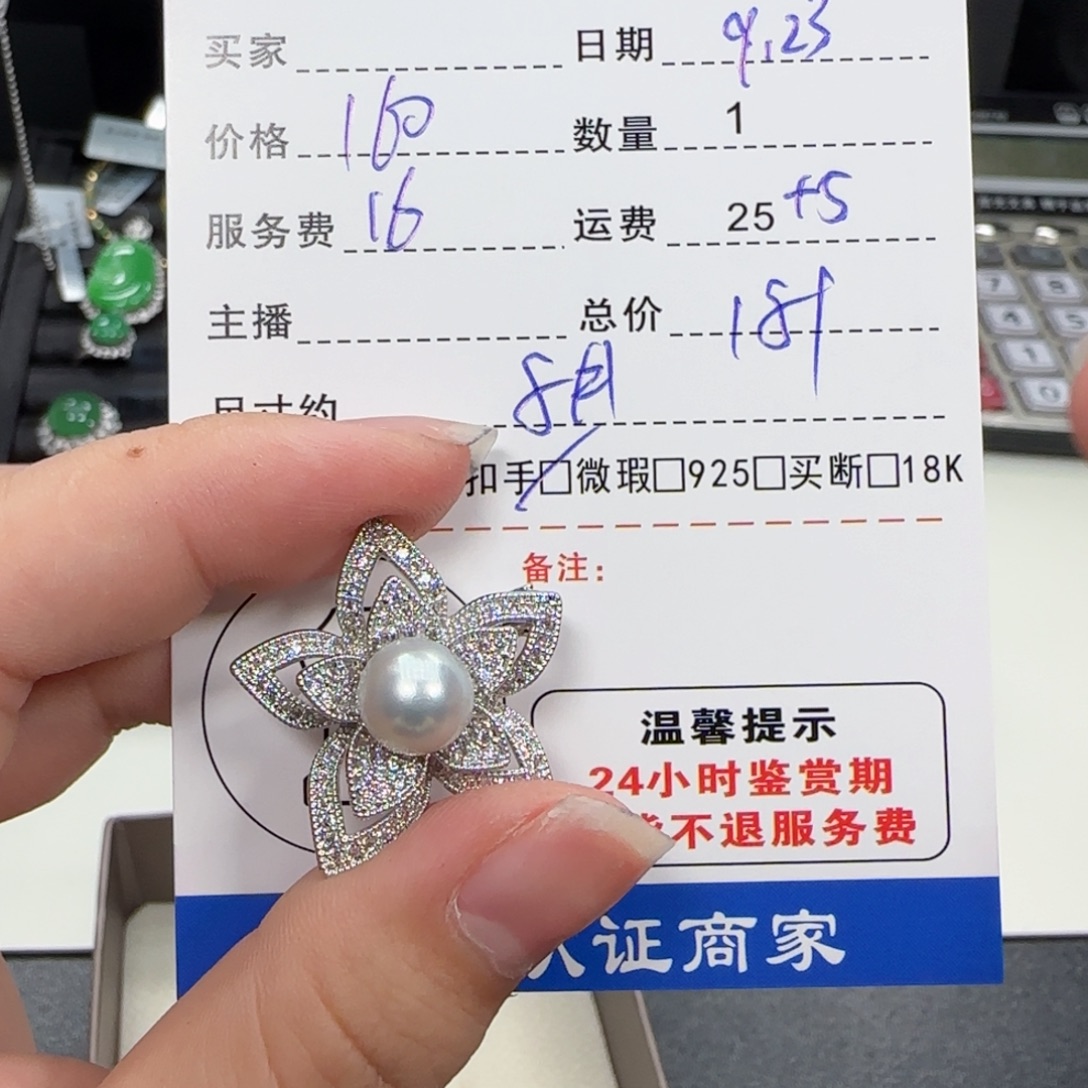 买家 日期 9.23
价格 160 数量 1
服务费 16 运费 25 +5
主播 总价 181
尺寸约
扣手□微瑕□925□买断□18K
备注：
温馨提示
24小时鉴赏期
不退服务费
认证商家